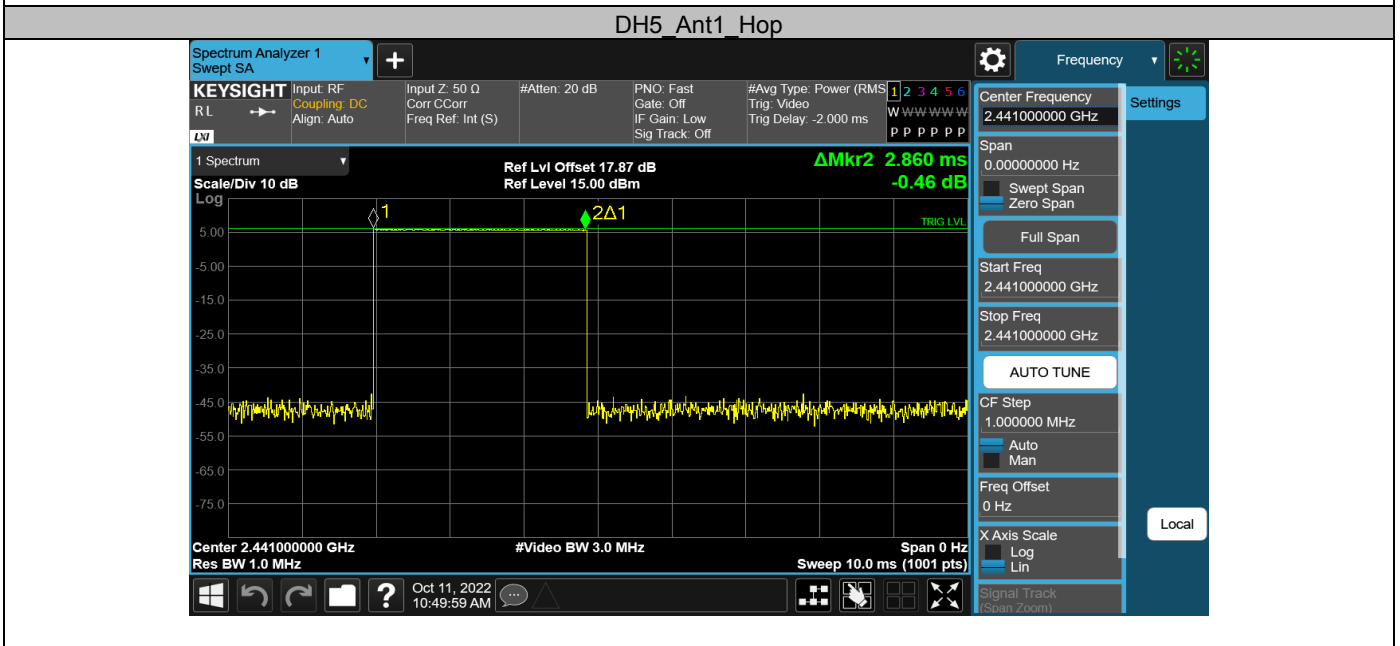 DH5_Ant1_Hop
Spectrum Analyzer 1
Swept SA
Frequency
KEYSIGHT
RL
LXI
Input: RF
Coupling: DC
Align: Auto
Input Z: 50 Ω
Corr CCorr
Freq Ref: Int (S)
#Atten: 20 dB
PNO: Fast
Gate: Off
IF Gain: Low
Sig Track: Off
#Avg Type: Power (RMS
Trig: Video
Trig Delay: -2.000 ms
1 2 3 4 5 6
W W W W W W
P P P P P P
1 Spectrum
Scale/Div 10 dB
Log
Ref Lvl Offset 17.87 dB
Ref Level 15.00 dBm
ΔMkr2 2.860 ms
-0.46 dB
1
2Δ1
TRIG LVL
5.00
-5.00
-15.0
-25.0
-35.0
-45.0
-55.0
-65.0
-75.0
Center 2.441000000 GHz
Res BW 1.0 MHz
#Video BW 3.0 MHz
Span 0 Hz
Sweep 10.0 ms (1001 pts)
Center Frequency
2.441000000 GHz
Settings
Span
0.00000000 Hz
Swept Span
Zero Span
Full Span
Start Freq
2.441000000 GHz
Stop Freq
2.441000000 GHz
AUTO TUNE
CF Step
1.000000 MHz
Auto
Man
Freq Offset
0 Hz
X Axis Scale
Log
Lin
Local
Signal Track
(Span Zoom)
?
Oct 11, 2022
10:49:59 AM